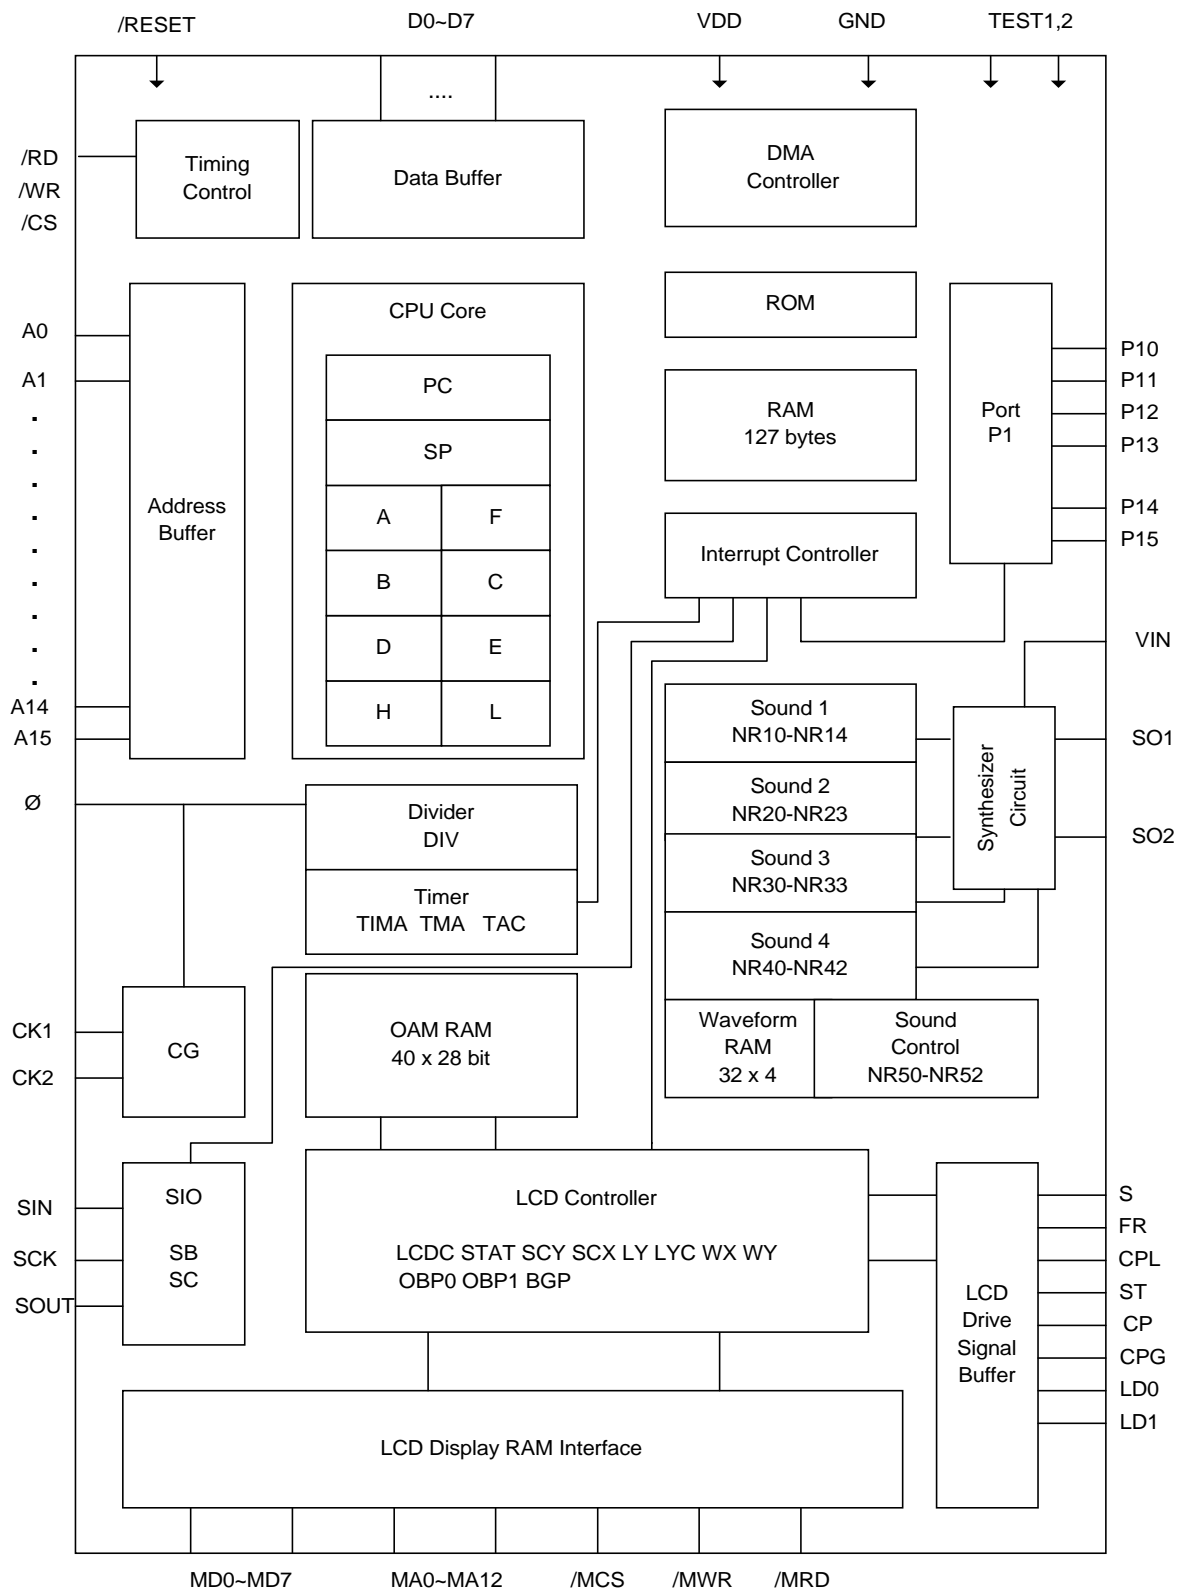 /RESET D0~D7 VDD GND TEST1,2
....
/RD
/WR
/CS
Timing
Control
Data Buffer
DMA
Controller
A0
A1
.
.
.
.
.
.
.
.
.
A14
A15
Address
Buffer
CPU Core
PC
SP
A F
B C
D E
H L
ROM
RAM
127 bytes
Interrupt Controller
Port
P1
P10
P11
P12
P13
P14
P15
VIN
SO1
SO2
Sound 1
NR10-NR14
Sound 2
NR20-NR23
Sound 3
NR30-NR33
Sound 4
NR40-NR42
Waveform
RAM
32 x 4
Sound
Control
NR50-NR52
Synthesizer
Circuit
Ø
Divider
DIV
Timer
TIMA TMA TAC
CK1
CK2
CG
OAM RAM
40 x 28 bit
SIN
SCK
SOUT
SIO
SB
SC
LCD Controller
LCDC STAT SCY SCX LY LYC WX WY
OBP0 OBP1 BGP
LCD
Drive
Signal
Buffer
S
FR
CPL
ST
CP
CPG
LD0
LD1
LCD Display RAM Interface
MD0~MD7 MA0~MA12 /MCS /MWR /MRD